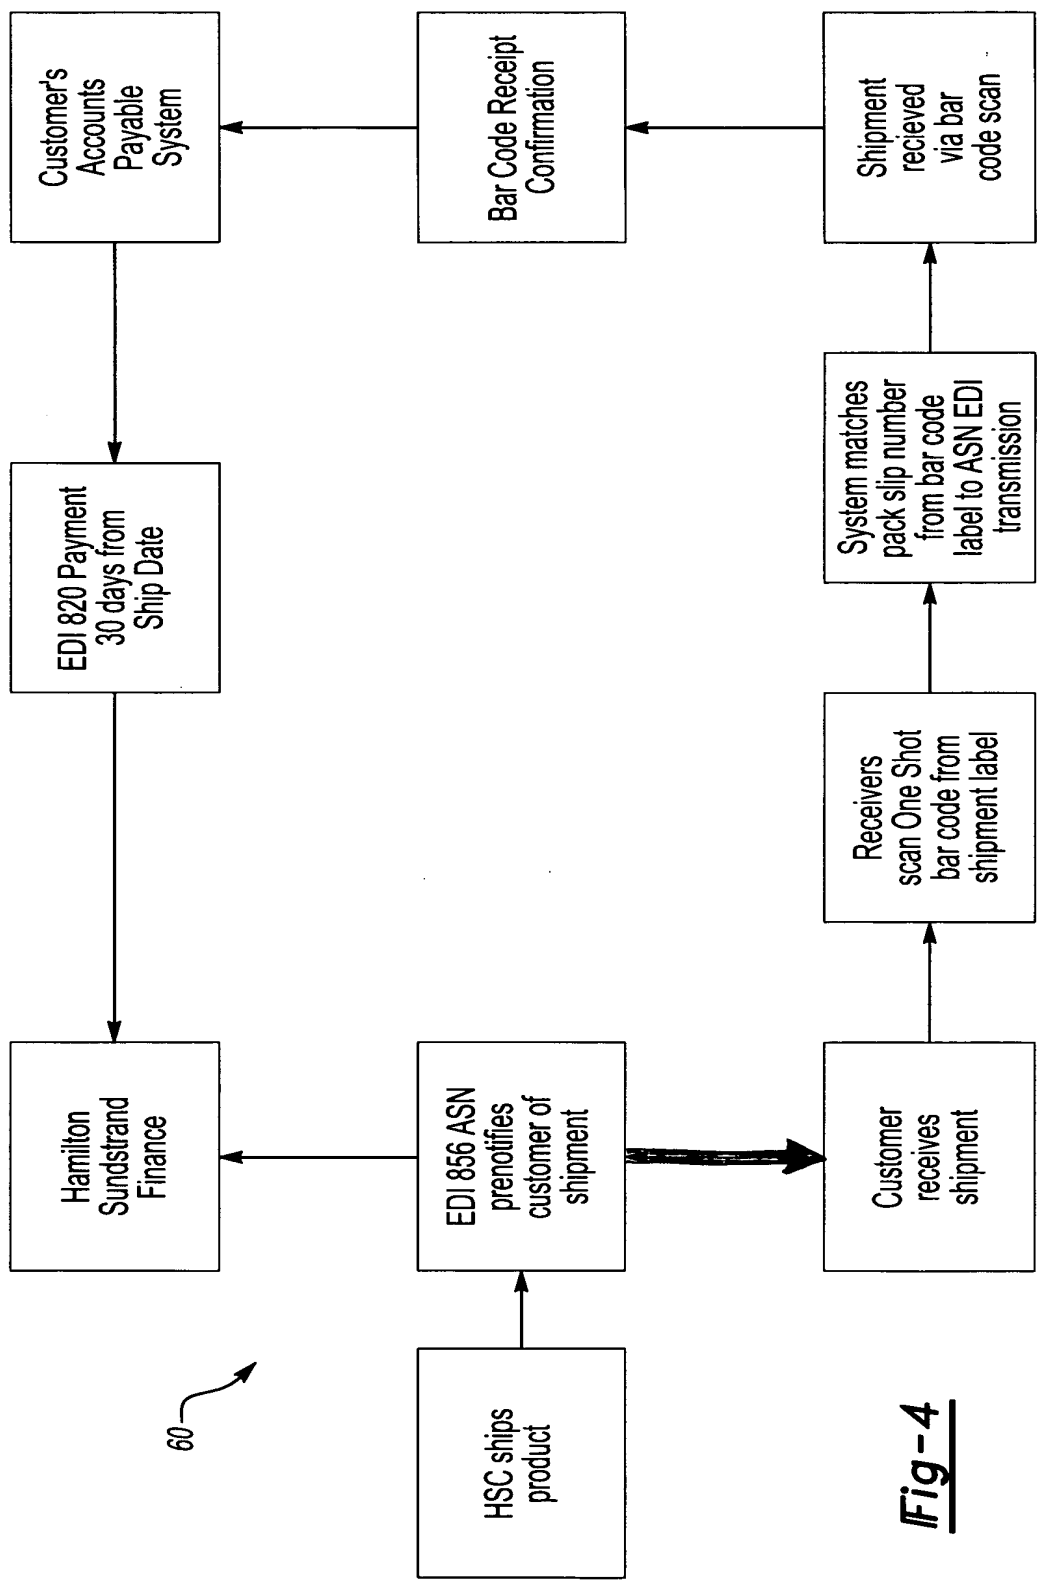 60
HSC ships
product
EDI 856 ASN
prenotifies
customer of
shipment
Hamilton
Sundstrand
Finance
Customer
receives
shipment
Receivers
scan One Shot
bar code from
shipment label
System matches
pack slip number
from bar code
label to ASN EDI
transmission
Shipment
recieved
via bar
code scan
Bar Code Receipt
Confirmation
Customer's
Accounts
Payable
System
EDI 820 Payment
30 days from
Ship Date
Fig-4